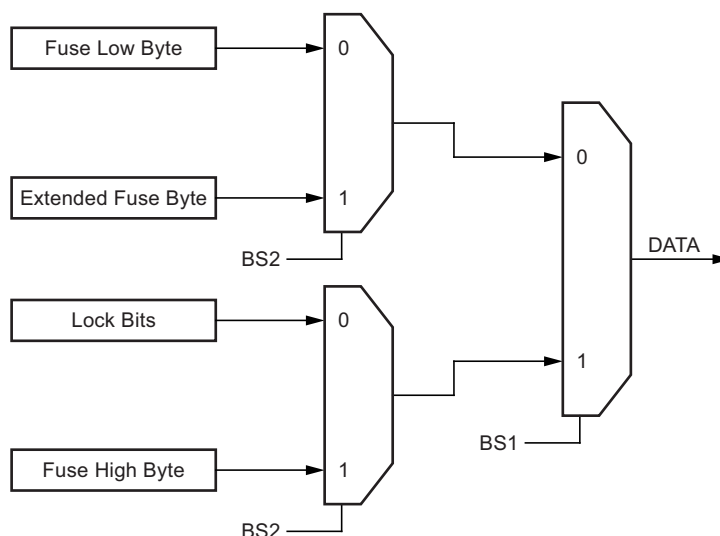 Fuse Low Byte
0
Extended Fuse Byte
1
BS2
0
DATA
Lock Bits
0
1
Fuse High Byte
1
BS1
BS2